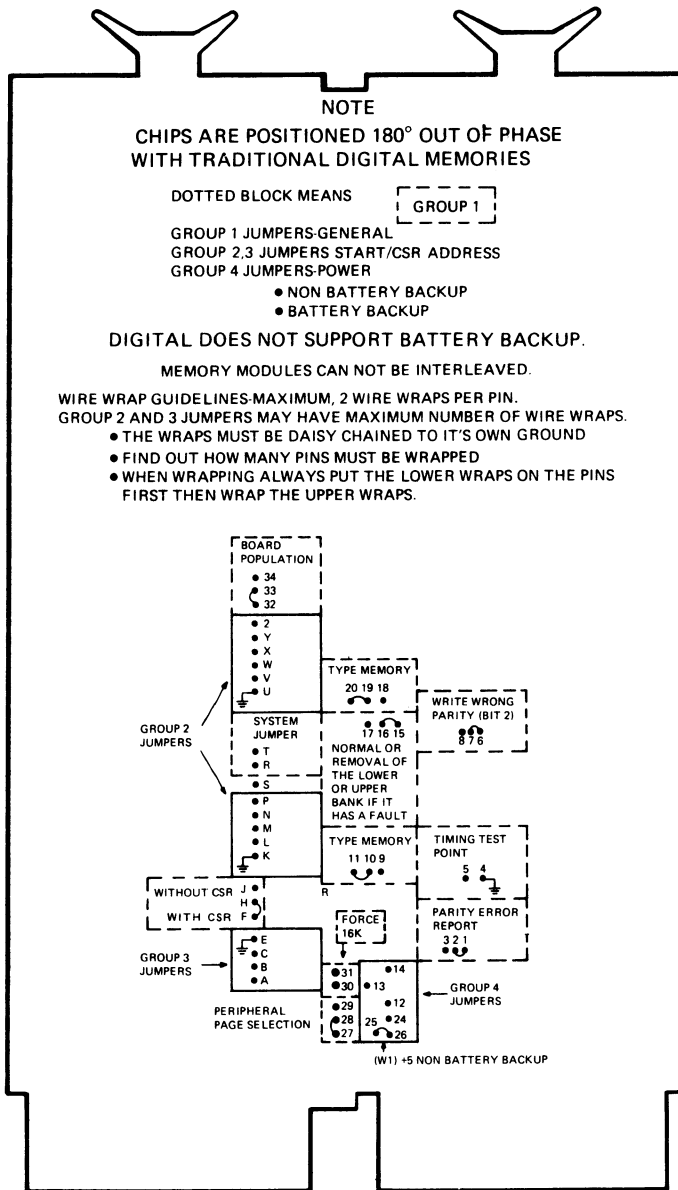 NOTE
CHIPS ARE POSITIONED 180° OUT OF PHASE
WITH TRADITIONAL DIGITAL MEMORIES
DOTTED BLOCK MEANS
GROUP 1
GROUP 1 JUMPERS-GENERAL
GROUP 2,3 JUMPERS START/CSR ADDRESS
GROUP 4 JUMPERS-POWER
● NON BATTERY BACKUP
● BATTERY BACKUP
DIGITAL DOES NOT SUPPORT BATTERY BACKUP.
MEMORY MODULES CAN NOT BE INTERLEAVED.
WIRE WRAP GUIDELINES-MAXIMUM, 2 WIRE WRAPS PER PIN.
GROUP 2 AND 3 JUMPERS MAY HAVE MAXIMUM NUMBER OF WIRE WRAPS.
● THE WRAPS MUST BE DAISY CHAINED TO IT'S OWN GROUND
● FIND OUT HOW MANY PINS MUST BE WRAPPED
● WHEN WRAPPING ALWAYS PUT THE LOWER WRAPS ON THE PINS
FIRST THEN WRAP THE UPPER WRAPS.
BOARD
POPULATION
34
33
32
2
Y
X
W
V
U
GROUP 2
JUMPERS
TYPE MEMORY
20 19 18
WRITE WRONG
PARITY (BIT 2)
8 7 6
SYSTEM
JUMPER
T
R
S
17 16 15
NORMAL OR
REMOVAL OF
THE LOWER
OR UPPER
BANK IF IT
HAS A FAULT
P
N
M
L
K
TYPE MEMORY
11 10 9
R
TIMING TEST
POINT
5 4
WITHOUT CSR J
H
WITH CSR F
PARITY ERROR
REPORT
3 2 1
FORCE
16K
GROUP 3
JUMPERS
E
C
B
A
31
30
14
13
12
24
25
26
GROUP 4
JUMPERS
PERIPHERAL
PAGE SELECTION
29
28
27
(W1) +5 NON BATTERY BACKUP